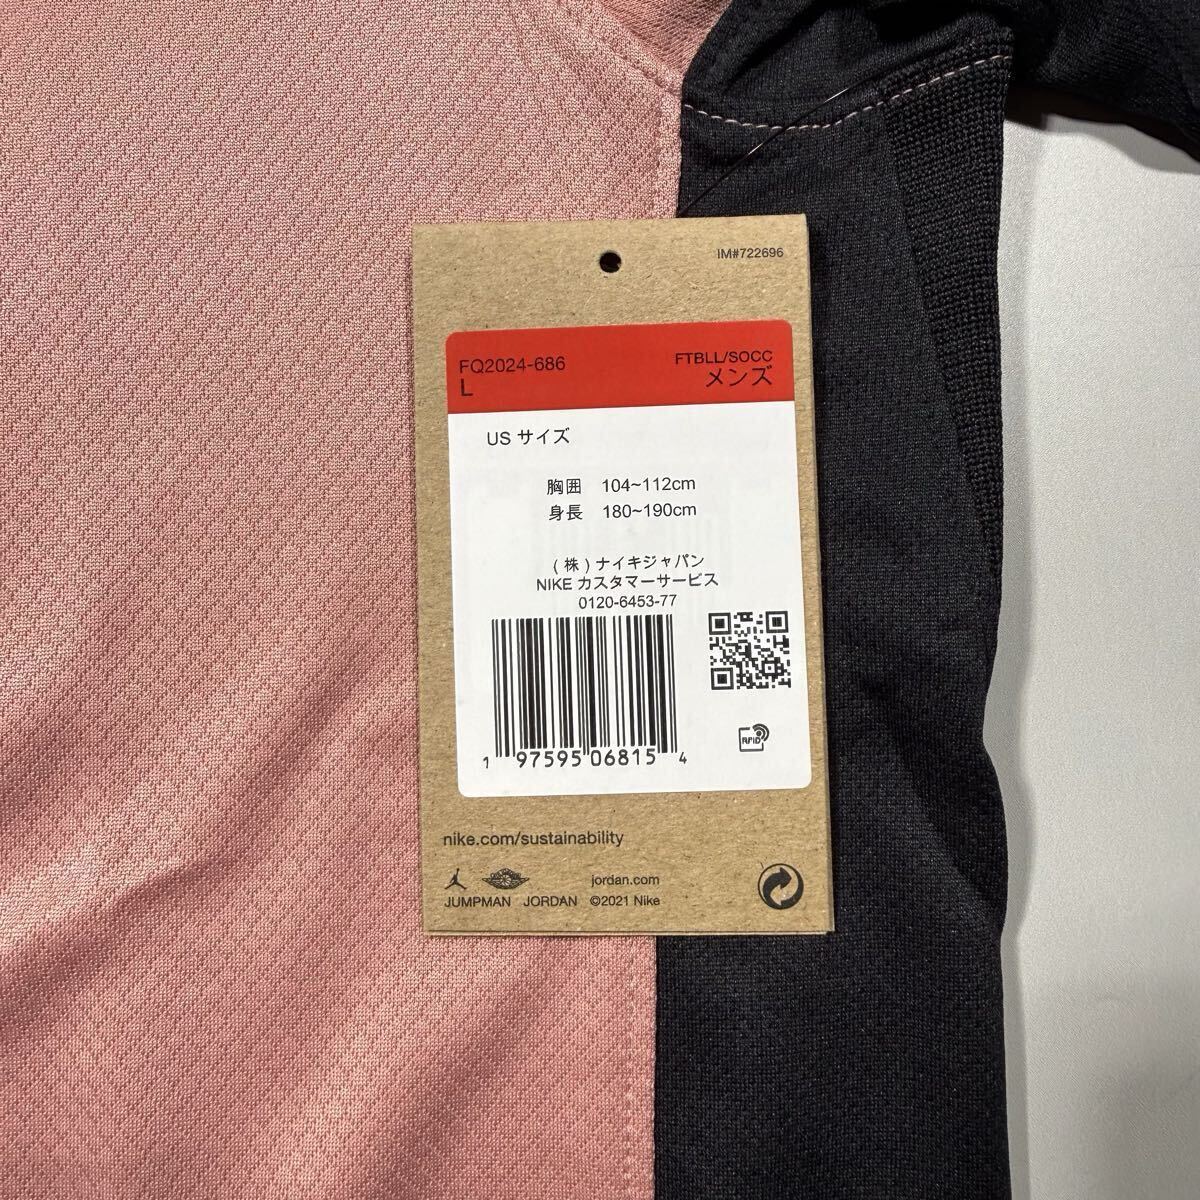 IM#722696
FQ2024-686 FTBLL/SOCC
L メンズ
US サイズ
胸囲 104~112cm
身長 180~190cm
(株)ナイキジャパン
NIKE カスタマーサービス
0120-6453-77
1 97595 06815 4
RFID
nike.com/sustainability
jordan.com
JUMPMAN JORDAN ©2021 Nike